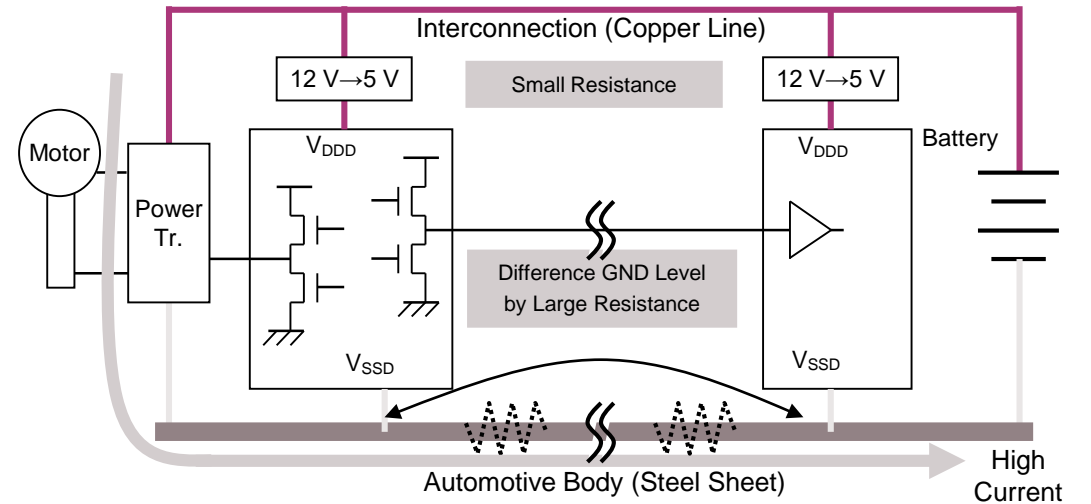 Interconnection (Copper Line)
12 V→5 V
Small Resistance
12 V→5 V
Motor
Power
Tr.
VDDD
VDDD
Battery
Difference GND Level
by Large Resistance
VSSD
VSSD
Automotive Body (Steel Sheet)
High
Current